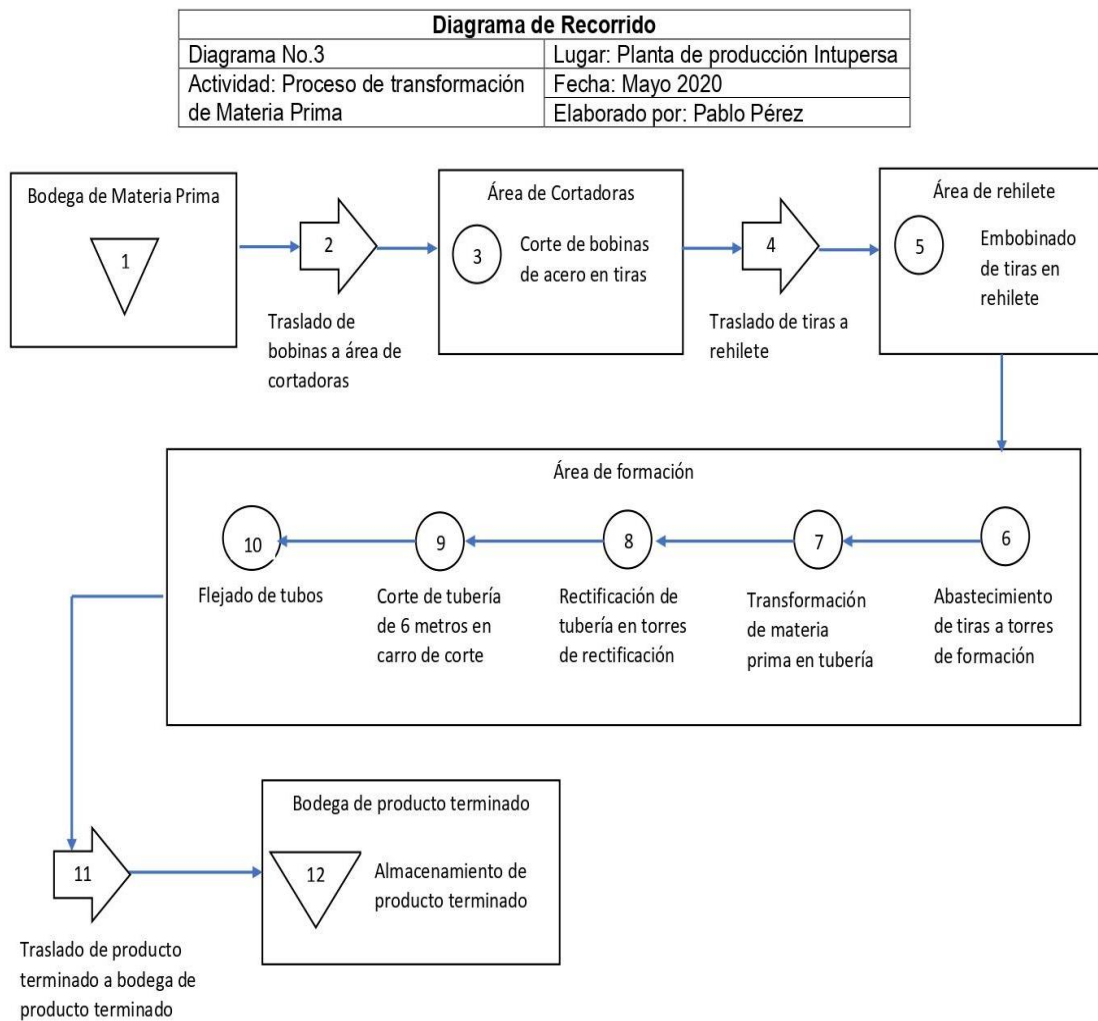 Diagrama de Recorrido
Diagrama No.3
Lugar: Planta de producción Intupersa
Actividad: Proceso de transformación
de Materia Prima
Fecha: Mayo 2020
Elaborado por: Pablo Pérez
Bodega de Materia Prima
1
2
Traslado de
bobinas a área de
cortadoras
Área de Cortadoras
3
Corte de bobinas
de acero en tiras
4
Traslado de tiras a
rehilete
Área de rehilete
5
Embobinado
de tiras en
rehilete
Área de formación
10
Flejado de tubos
9
Corte de tubería
de 6 metros en
carro de corte
8
Rectificación de
tubería en torres
de rectificación
7
Transformación
de materia
prima en tubería
6
Abastecimiento
de tiras a torres
de formación
11
Traslado de producto
terminado a bodega de
producto terminado
Bodega de producto terminado
12
Almacenamiento de
producto terminado